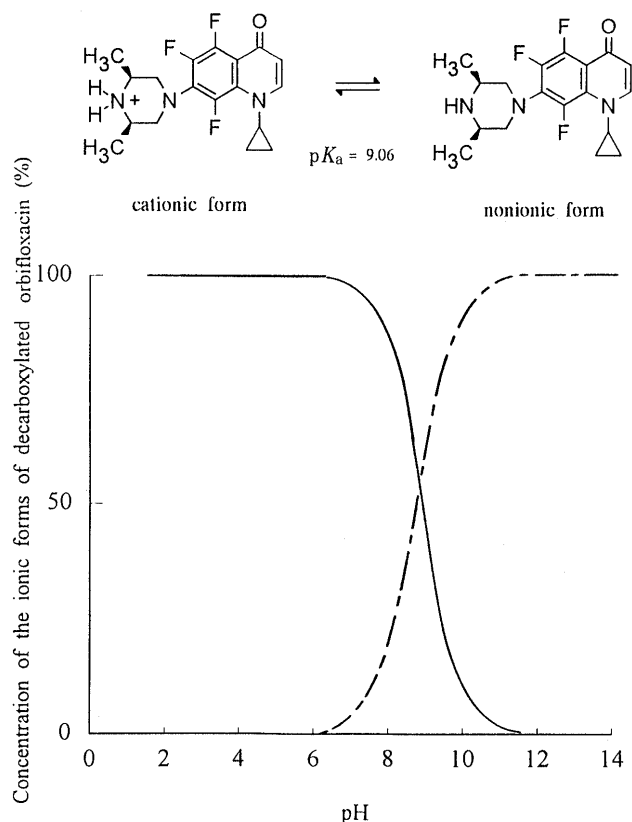 O
F
F
H₃C
H
N
+
H
N
N
F
H₃C
cationic form
pKa = 9.06
O
F
F
H₃C
HN
N
N
F
CH₃
nonionic form
Concentration of the ionic forms of decarboxylated orbifloxacin (%)
100
50
0
0 2 4 6 8 10 12 14
pH